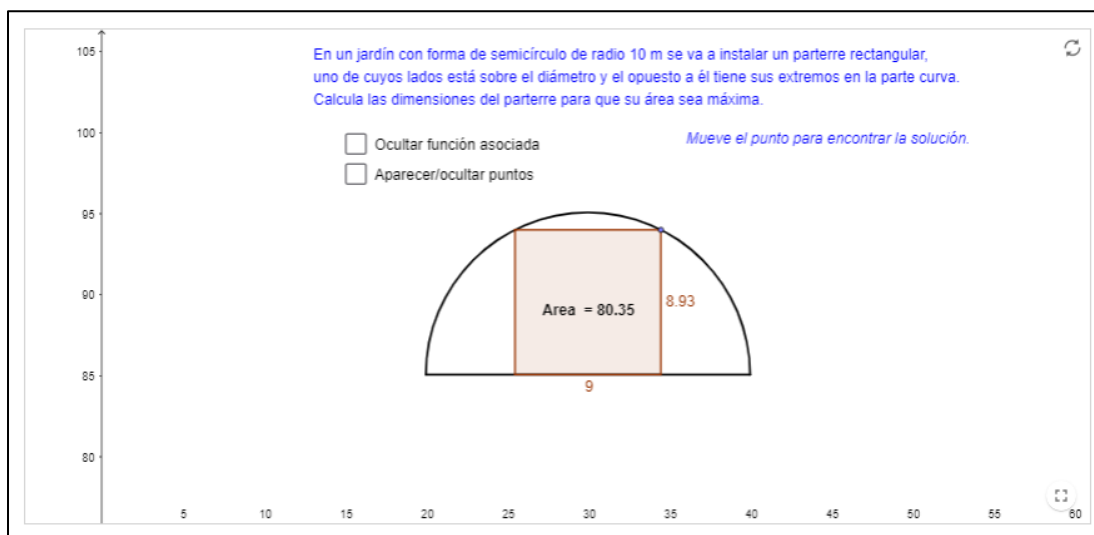 105
En un jardín con forma de semicírculo de radio 10 m se va a instalar un parterre rectangular,
uno de cuyos lados está sobre el diámetro y el opuesto a él tiene sus extremos en la parte curva.
Calcula las dimensiones del parterre para que su área sea máxima.
100
Ocultar función asociada
Mueve el punto para encontrar la solución.
Aparecer/ocultar puntos
95
90
Area = 80.35
8.93
85
9
80
5 10 15 20 25 30 35 40 45 50 55 60